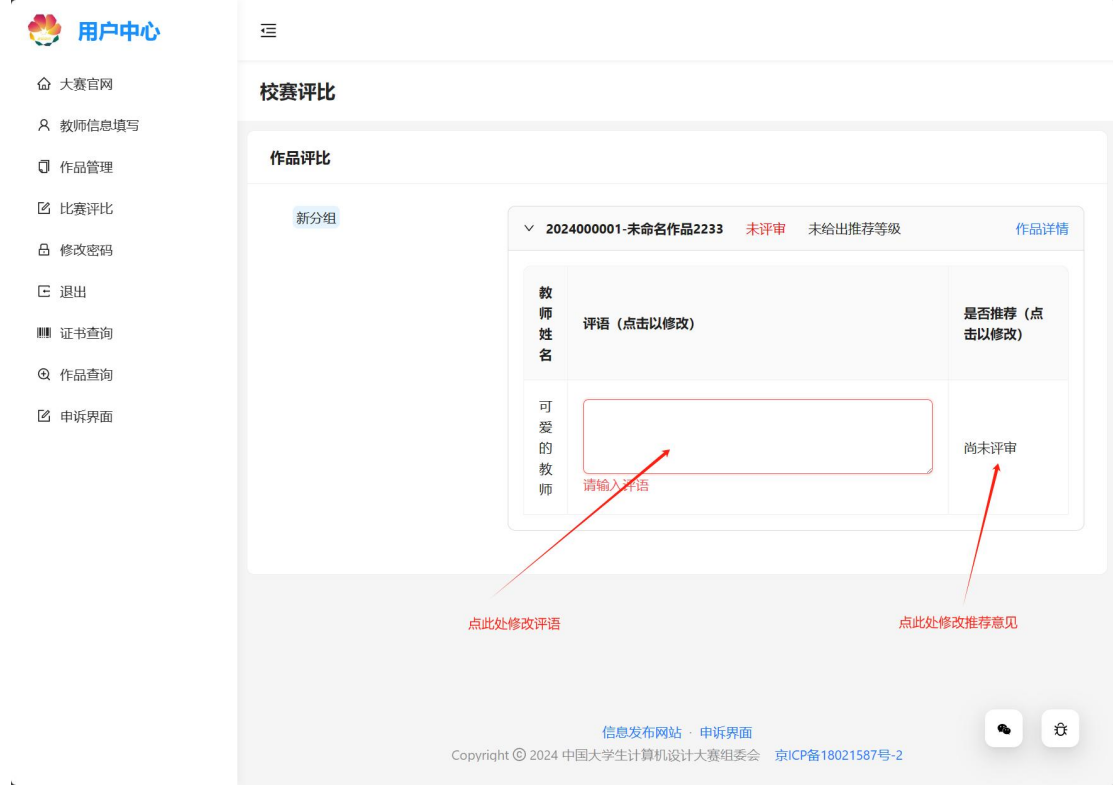 用户中心
大赛官网
教师信息填写
作品管理
比赛评比
修改密码
退出
证书查询
作品查询
申诉界面
校赛评比
作品评比
新分组
2024000001-未命名作品2233 未评审 未给出推荐等级 作品详情
教师姓名
评语（点击以修改）
是否推荐（点
击以修改）
可爱的教师
请输入评语
尚未评审
点此处修改评语
点此处修改推荐意见
信息发布网站 · 申诉界面
Copyright © 2024 中国大学生计算机设计大赛组委会 京ICP备18021587号-2